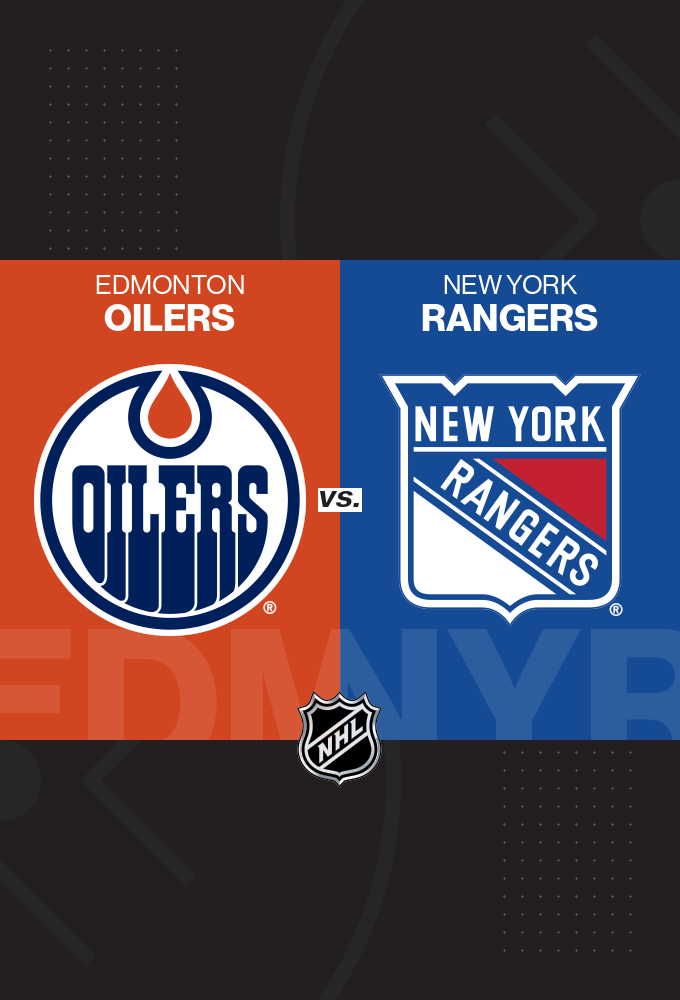 EDMONTON
OILERS
NEW YORK
RANGERS
OILERS
®
vs.
NEW YORK
RANGERS
®
EDM
NYR
NHL